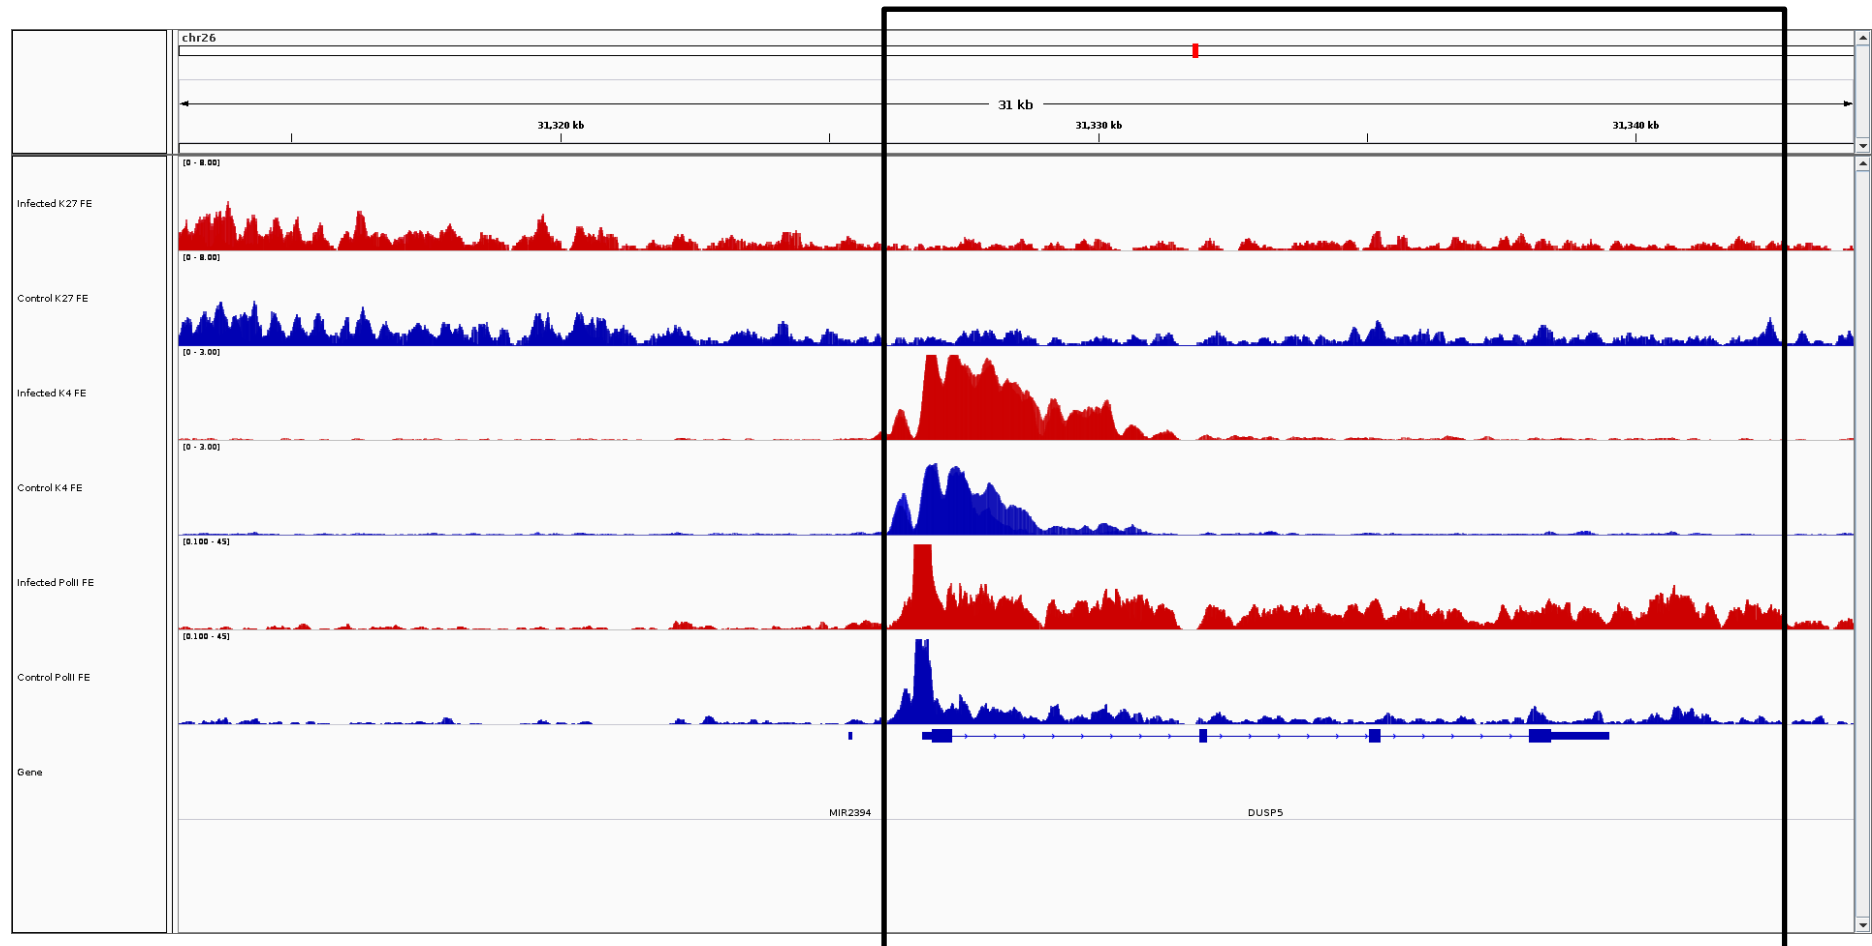 chr26
31 kb
31,320 kb 31,330 kb 31,340 kb
[0 - 8.00]
Infected K27 FE
[0 - 8.00]
Control K27 FE
[0 - 3.00]
Infected K4 FE
[0 - 3.00]
Control K4 FE
[0.100 - 45]
Infected PolII FE
[0.100 - 45]
Control PolII FE
Gene
MIR2394 DUSP5